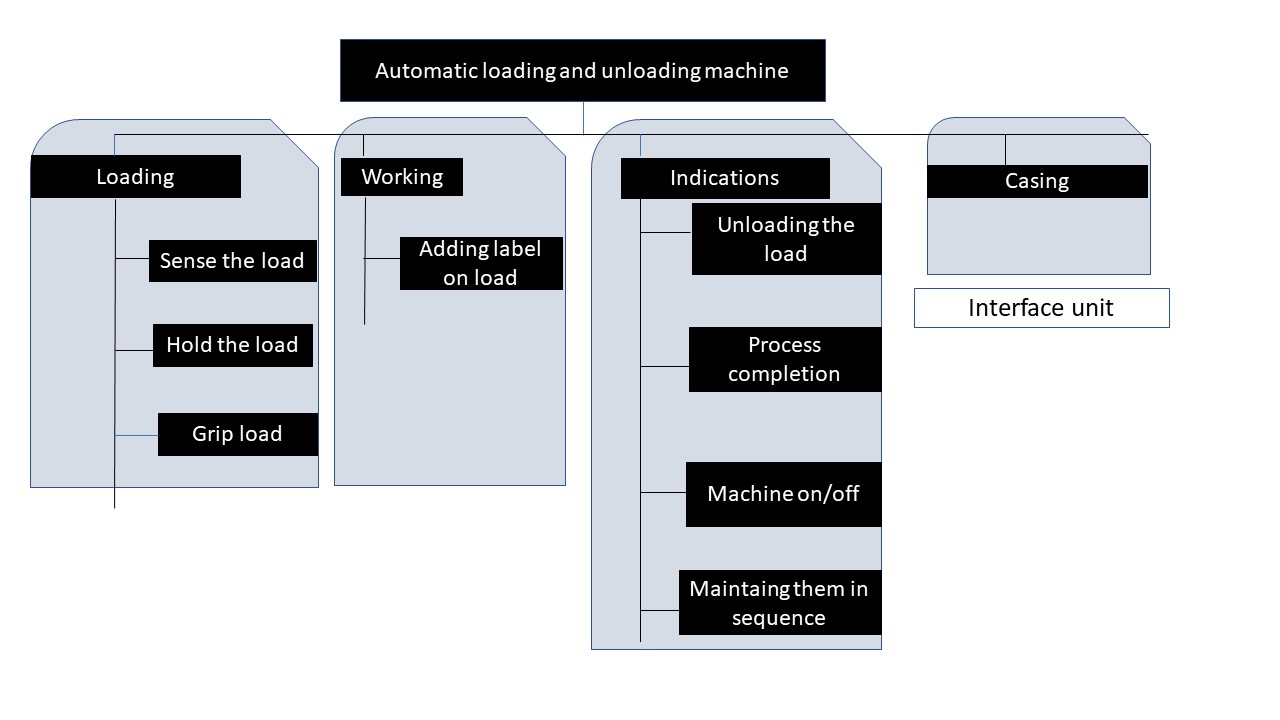 Automatic loading and unloading machine
Loading
Sense the load
Hold the load
Grip load
Working
Adding label
on load
Indications
Unloading the
load
Process
completion
Machine on/off
Maintaing them in
sequence
Casing
Interface unit